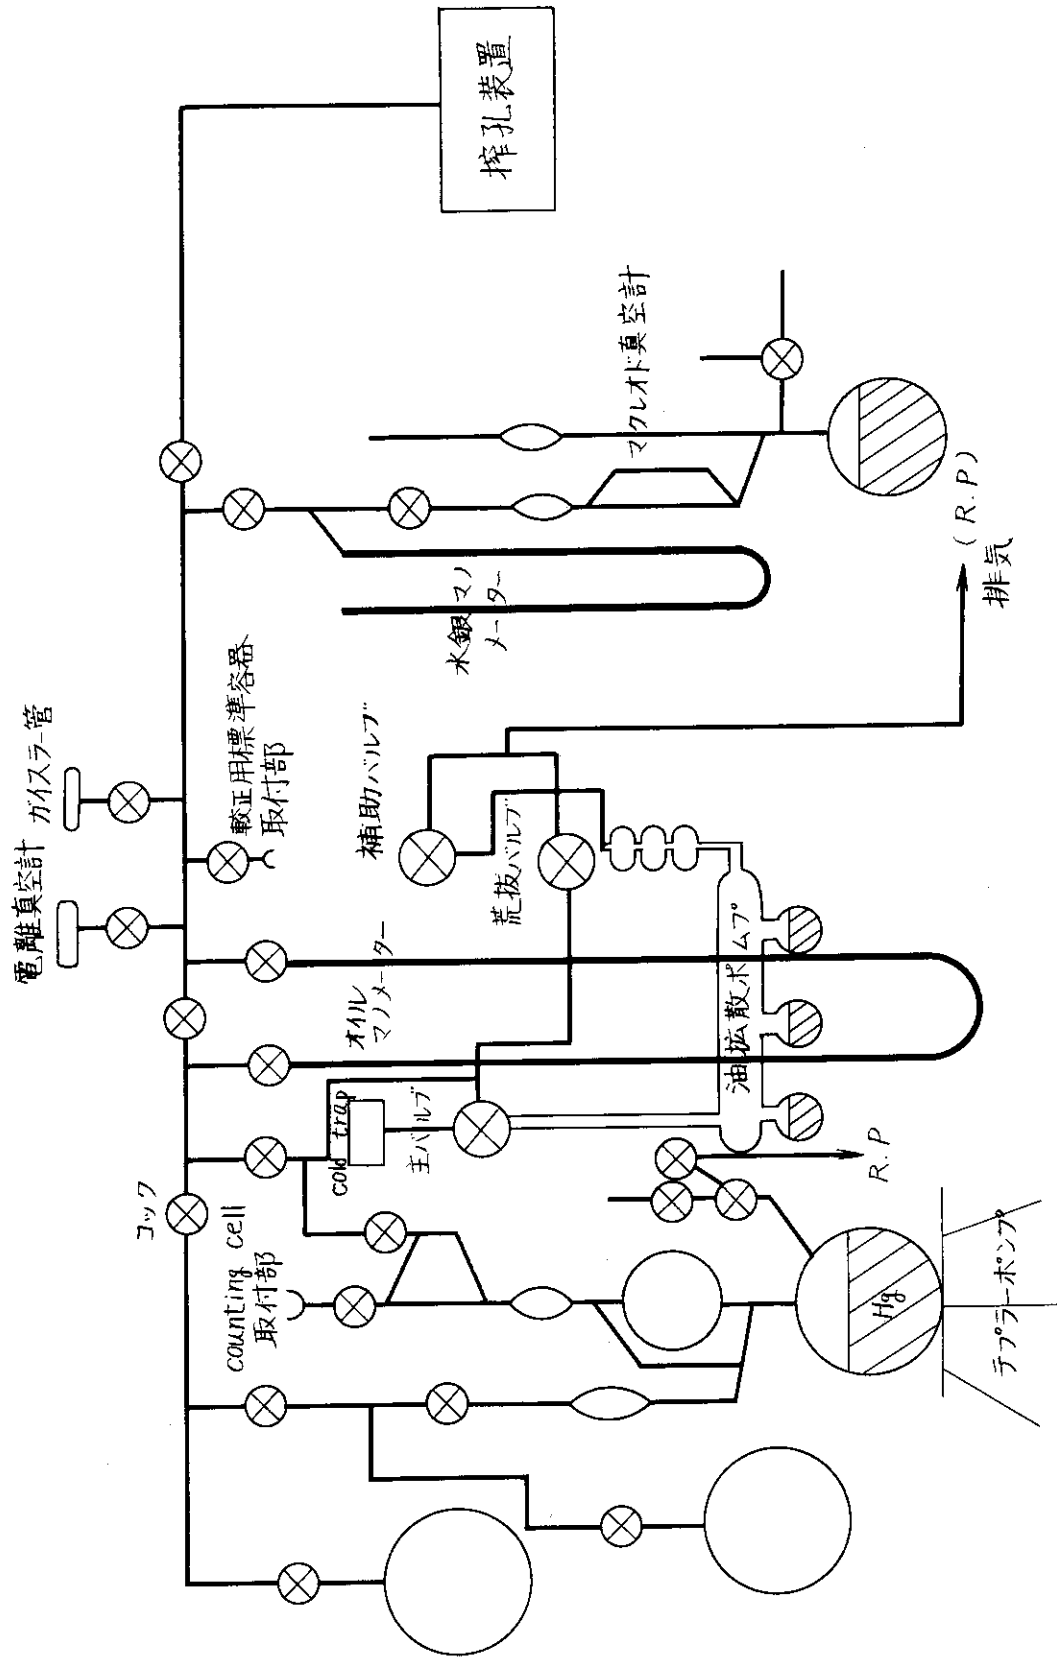 搾孔装置
マクレオド真空計
(R.P)
排気
水銀マノ
メーター
ガイスラー管
電離真空計
較正用標準容器
取付部
補助バルブ
荒抜バルブ
オイル
マノメーター
油拡散ポムプ
cold trap
主バルブ
R.P
コック
counting cell
取付部
Hg
テプラーポンプ